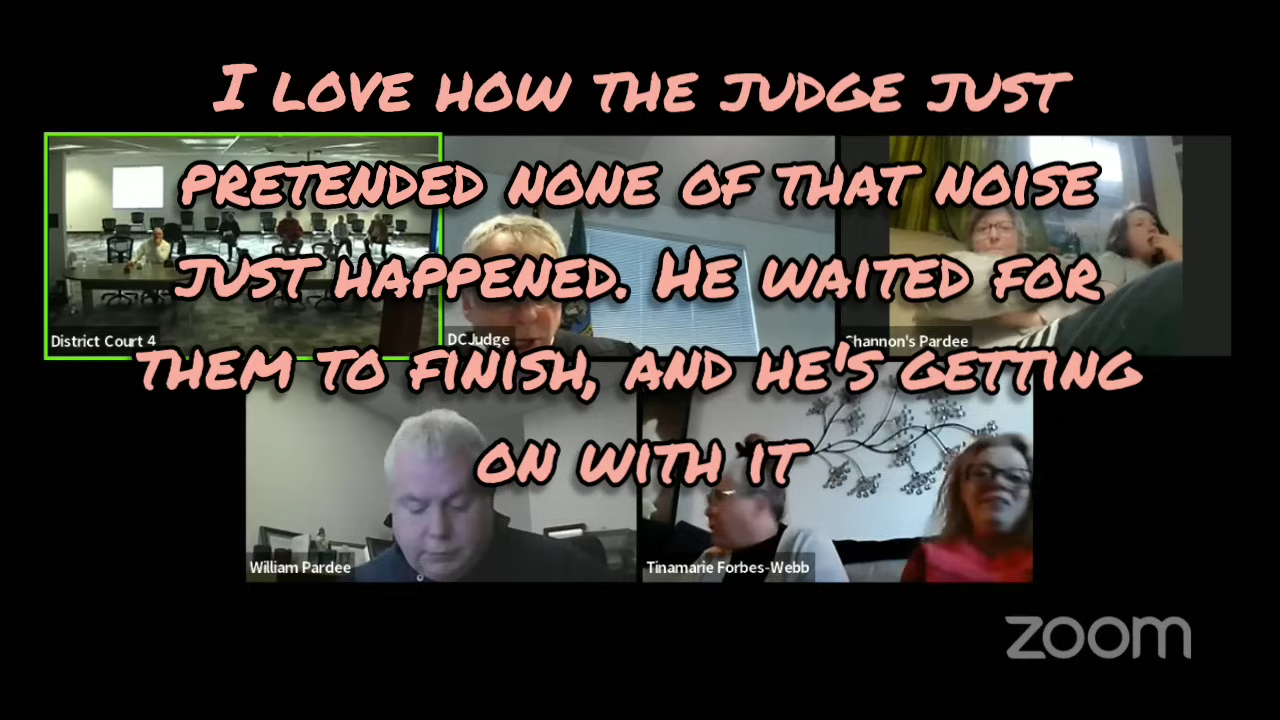 I LOVE HOW THE JUDGE JUST
PRETENDED NONE OF THAT NOISE
JUST HAPPENED. HE WAITED FOR
THEM TO FINISH, AND HE'S GETTING
ON WITH IT
District Court 4
DCJudge
Shannon's Pardee
William Pardee
Tinamarie Forbes-Webb
zoom